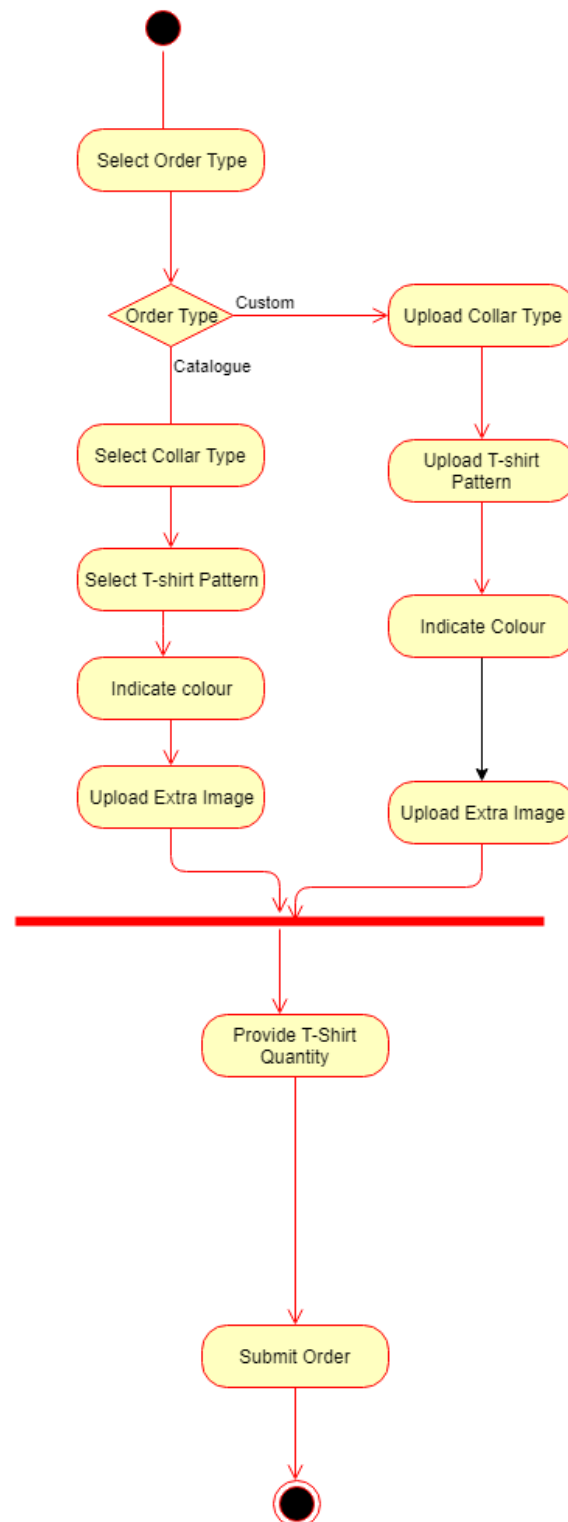 Select Order Type
Order Type
Custom
Upload Collar Type
Catalogue
Select Collar Type
Upload T-shirt
Pattern
Select T-shirt Pattern
Indicate Colour
Indicate colour
Upload Extra Image
Upload Extra Image
Provide T-Shirt
Quantity
Submit Order